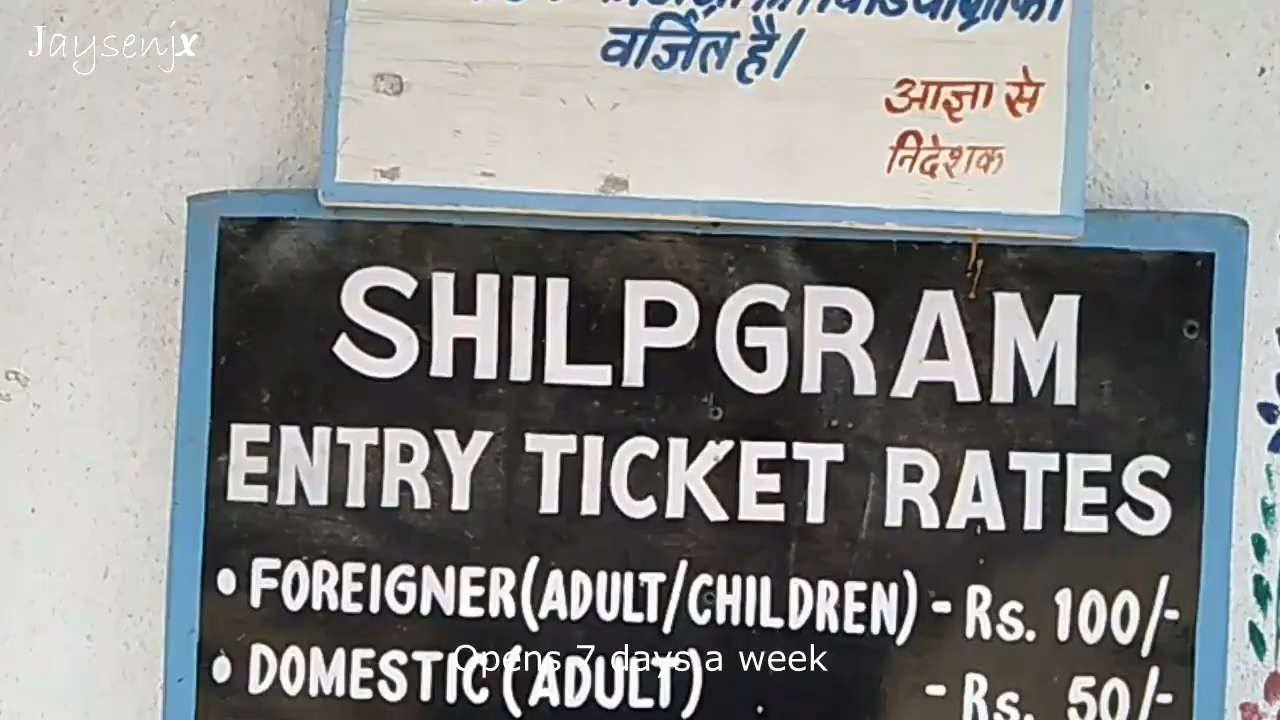 Jaysenjx
वर्जित है।
आज्ञा से
निदेशक
SHILPGRAM
ENTRY TICKET RATES
• FOREIGNER(ADULT/CHILDREN) - Rs. 100/-
• DOMESTIC (ADULT) - Rs. 50/-
Opens 7 days a week